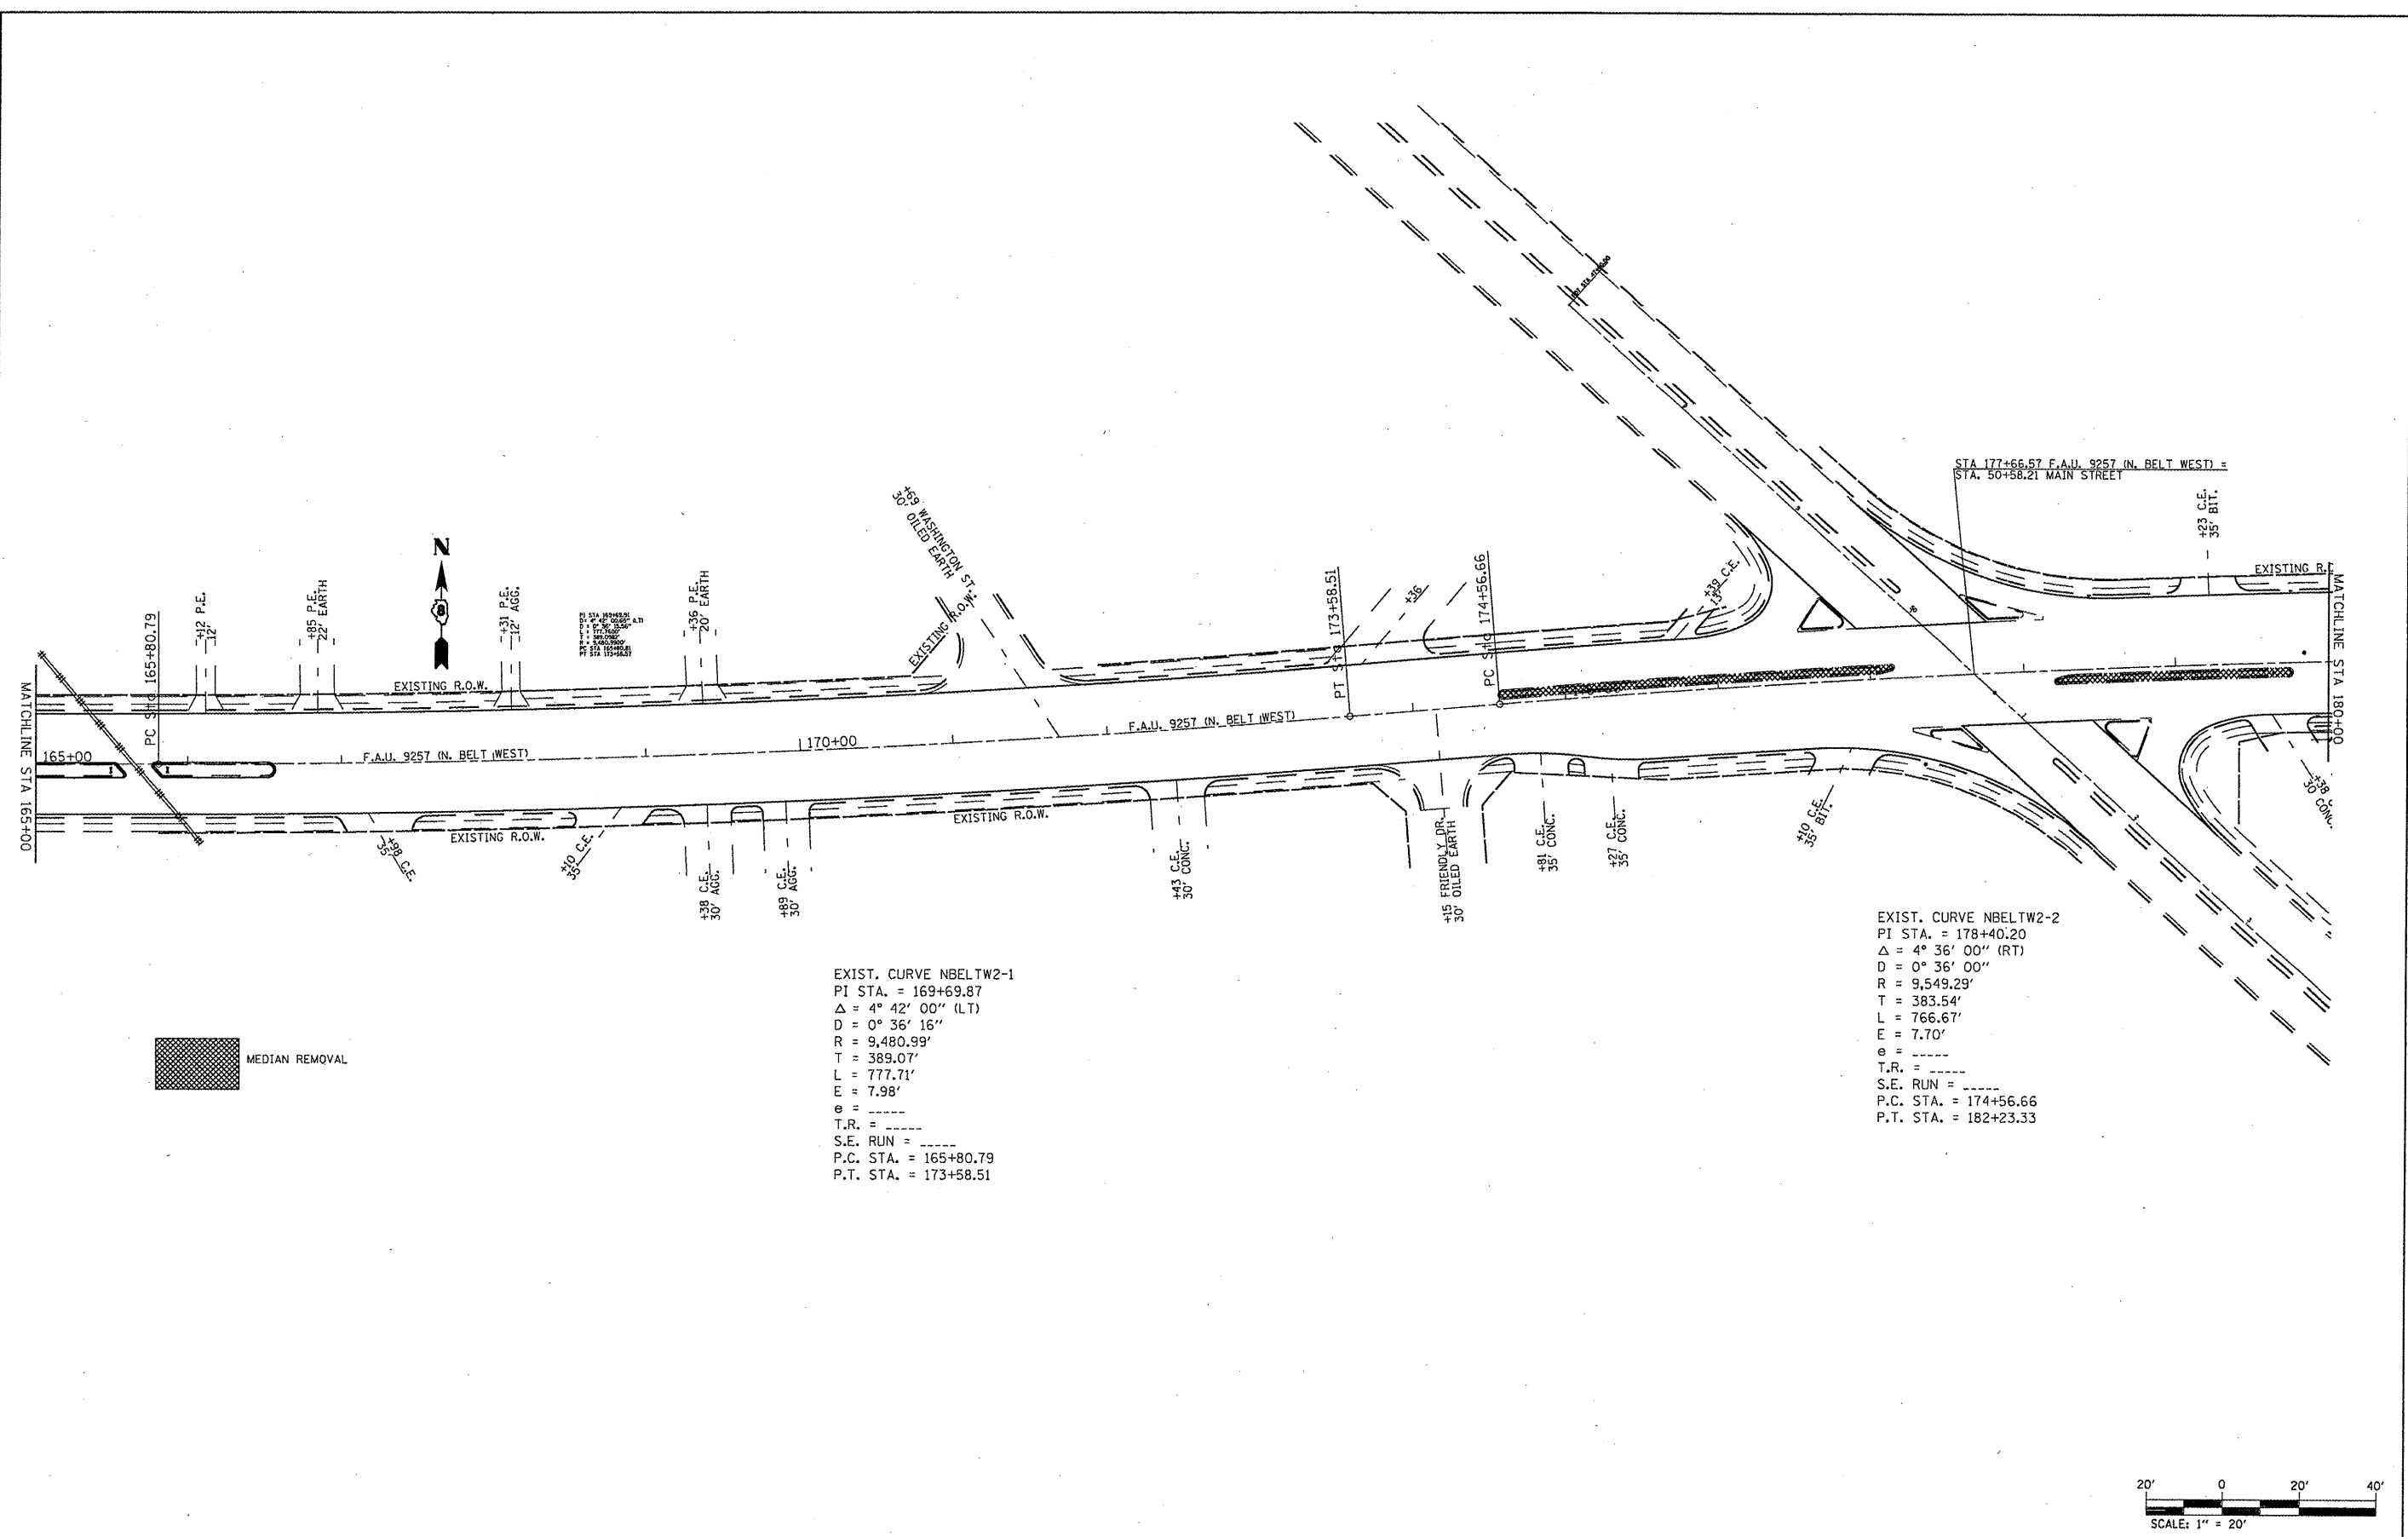 STA 177+66.57 F.A.U. 9257 (N. BELT WEST) =
STA. 50+58.21 MAIN STREET
+23 C.E.
35' BIT.
EXISTING R.
MATCHLINE STA 180+00
+69 WASHINGTON ST.
30' OILED EARTH
EXISTING R.O.W.
N
PC Sta 165+80.79
+12 P.E.
12'
+85 P.E.
22' EARTH
+31 P.E.
12' AGG.
+36 P.E.
20' EARTH
PT Sta 173+58.51
+36
PC Sta 174+56.66
+39 C.E.
13'
EXISTING R.O.W.
MATCHLINE STA 165+00
165+00
F.A.U. 9257 (N. BELT WEST)
170+00
F.A.U. 9257 (N. BELT WEST)
EXISTING R.O.W.
EXISTING R.O.W.
+98 C.E.
35'
+10 C.E.
35'
+38 C.E.
30' AGG.
+89 C.E.
30' AGG.
+43 C.E.
30' CONC.
+15 FRIENDLY DR.
30' OILED EARTH
+81 C.E.
35' CONC.
+27 C.E.
35' CONC.
+10 C.E.
35' BIT.
+38
30' CONC.
EXIST. CURVE NBELTW2-1
PI STA. = 169+69.87
Δ = 4° 42' 00" (LT)
D = 0° 36' 16"
R = 9,480.99'
T = 389.07'
L = 777.71'
E = 7.98'
e = _____
T.R. = _____
S.E. RUN = _____
P.C. STA. = 165+80.79
P.T. STA. = 173+58.51
EXIST. CURVE NBELTW2-2
PI STA. = 178+40.20
Δ = 4° 36' 00" (RT)
D = 0° 36' 00"
R = 9,549.29'
T = 383.54'
L = 766.67'
E = 7.70'
e = _____
T.R. = _____
S.E. RUN = _____
P.C. STA. = 174+56.66
P.T. STA. = 182+23.33
MEDIAN REMOVAL
20' 0 20' 40'
SCALE: 1" = 20'